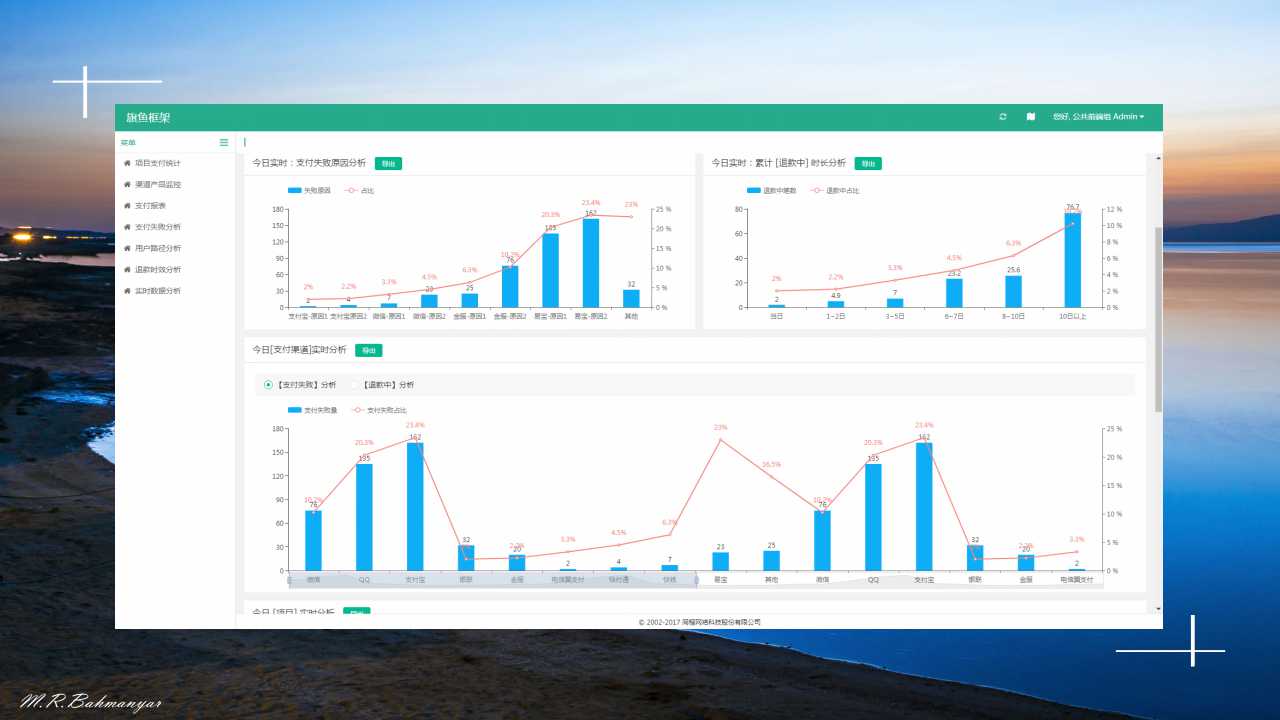 旗鱼框架
您好, 公共前端组 Admin
菜单
项目支付统计
渠道产品监控
支付报表
支付失败分析
用户路径分析
退款时效分析
实时数据分析
今日实时：支付失败原因分析 导出
失败原因 占比
180 150 120 90 60 30 0
25 % 20 % 15 % 10 % 5 % 0 %
2% 2.2% 3.3% 4.5% 6.3% 10.2% 20.3% 23.4% 23%
2 4 7 23 25 76 135 162 32
支付宝-原因1 支付宝原因2 微信-原因1 微信-原因2 金服-原因1 金服-原因2 易宝-原因1 易宝-原因2 其他
今日实时：累计 [退款中] 时长分析 导出
退款中笔数 退款中占比
80 60 40 20 0
12 % 10 % 8 % 6 % 4 % 2 % 0 %
2% 2.2% 3.3% 4.5% 6.3%
2 4.9 7 23.2 25.6 76.7
当日 1~2日 3~5日 6~7日 8~10日 10日以上
今日[支付渠道]实时分析 导出
【支付失败】分析 【退款中】分析
支付失败量 支付失败占比
180 150 120 90 60 30 0
25 % 20 % 15 % 10 % 5 % 0 %
10.2% 20.3% 23.4% 2.2% 3.3% 4.5% 6.3% 23% 16.5% 10.2% 20.3% 23.4% 2.2% 3.3%
76 135 162 32 20 2 4 7 23 25 76 135 162 32 20 2
微信 QQ 支付宝 银联 金服 电信翼支付 快付通 快钱 易宝 其他 微信 QQ 支付宝 银联 金服 电信翼支付
今日 [项目] 实时分析 导出
© 2002-2017 同程网络科技股份有限公司
M.R.Bahmanyar